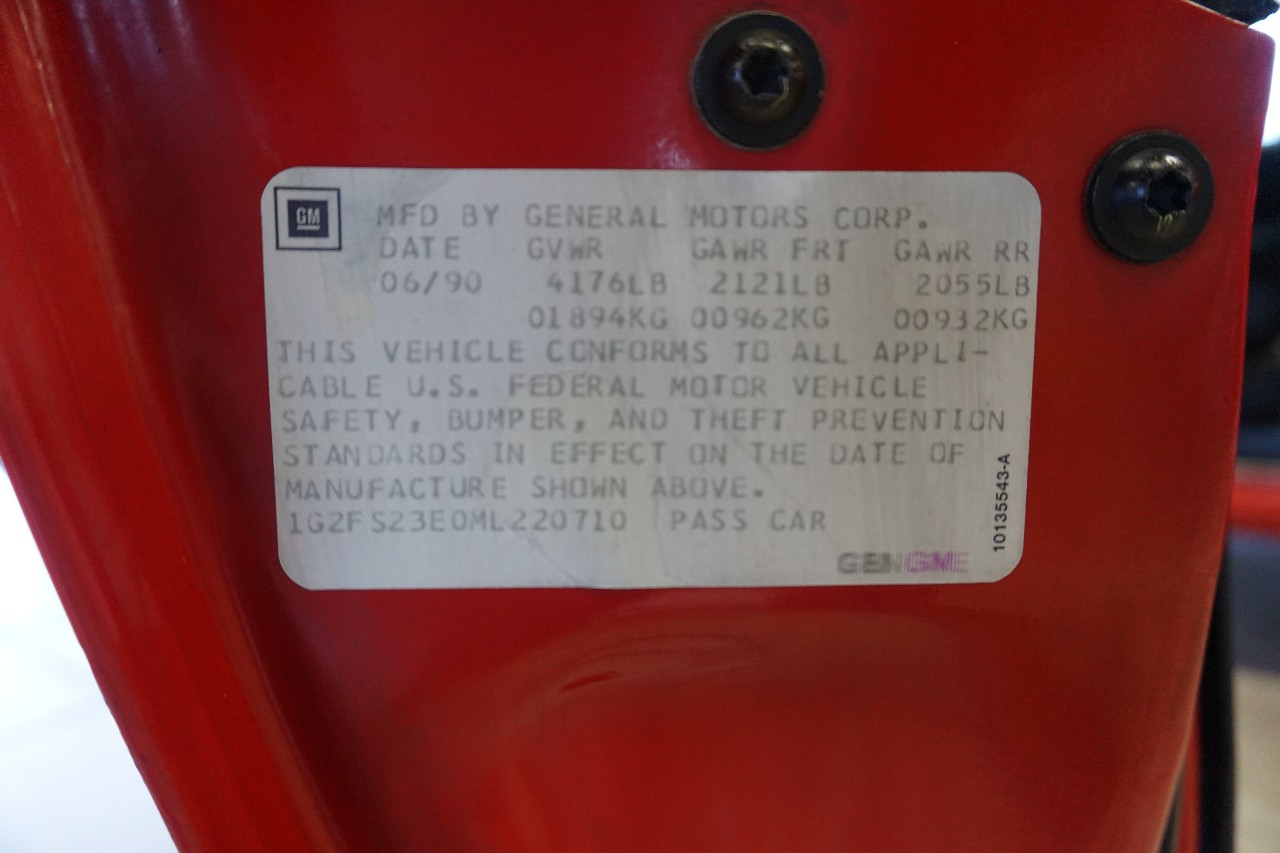 GM
MFD BY GENERAL MOTORS CORP.
DATE GVWR GAWR FRT GAWR RR
06/90 4176LB 2121LB 2055LB
01894KG 00962KG 00932KG
THIS VEHICLE CONFORMS TO ALL APPLI-
CABLE U.S. FEDERAL MOTOR VEHICLE
SAFETY, BUMPER, AND THEFT PREVENTION
STANDARDS IN EFFECT ON THE DATE OF
MANUFACTURE SHOWN ABOVE.
1G2FS23E0ML220710 PASS CAR
10135543-A